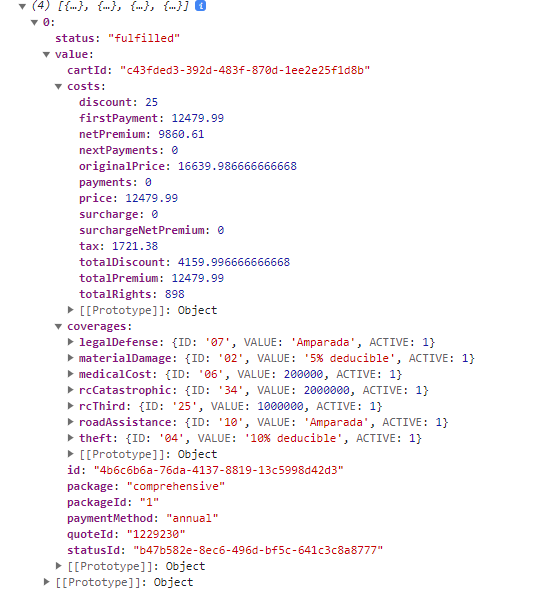 (4) [{…}, {…}, {…}, {…}] i
0:
status: "fulfilled"
value:
cartId: "c43fded3-392d-483f-870d-1ee2e25f1d8b"
costs:
discount: 25
firstPayment: 12479.99
netPremium: 9860.61
nextPayments: 0
originalPrice: 16639.986666666668
payments: 0
price: 12479.99
surcharge: 0
surchargeNetPremium: 0
tax: 1721.38
totalDiscount: 4159.996666666668
totalPremium: 12479.99
totalRights: 898
[[Prototype]]: Object
coverages:
legalDefense: {ID: '07', VALUE: 'Amparada', ACTIVE: 1}
materialDamage: {ID: '02', VALUE: '5% deducible', ACTIVE: 1}
medicalCost: {ID: '06', VALUE: 200000, ACTIVE: 1}
rcCatastrophic: {ID: '34', VALUE: 2000000, ACTIVE: 1}
rcThird: {ID: '25', VALUE: 1000000, ACTIVE: 1}
roadAssistance: {ID: '10', VALUE: 'Amparada', ACTIVE: 1}
theft: {ID: '04', VALUE: '10% deducible', ACTIVE: 1}
[[Prototype]]: Object
id: "4b6c6b6a-76da-4137-8819-13c5998d42d3"
package: "comprehensive"
packageId: "1"
paymentMethod: "annual"
quoteId: "1229230"
statusId: "b47b582e-8ec6-496d-bf5c-641c3c8a8777"
[[Prototype]]: Object
[[Prototype]]: Object